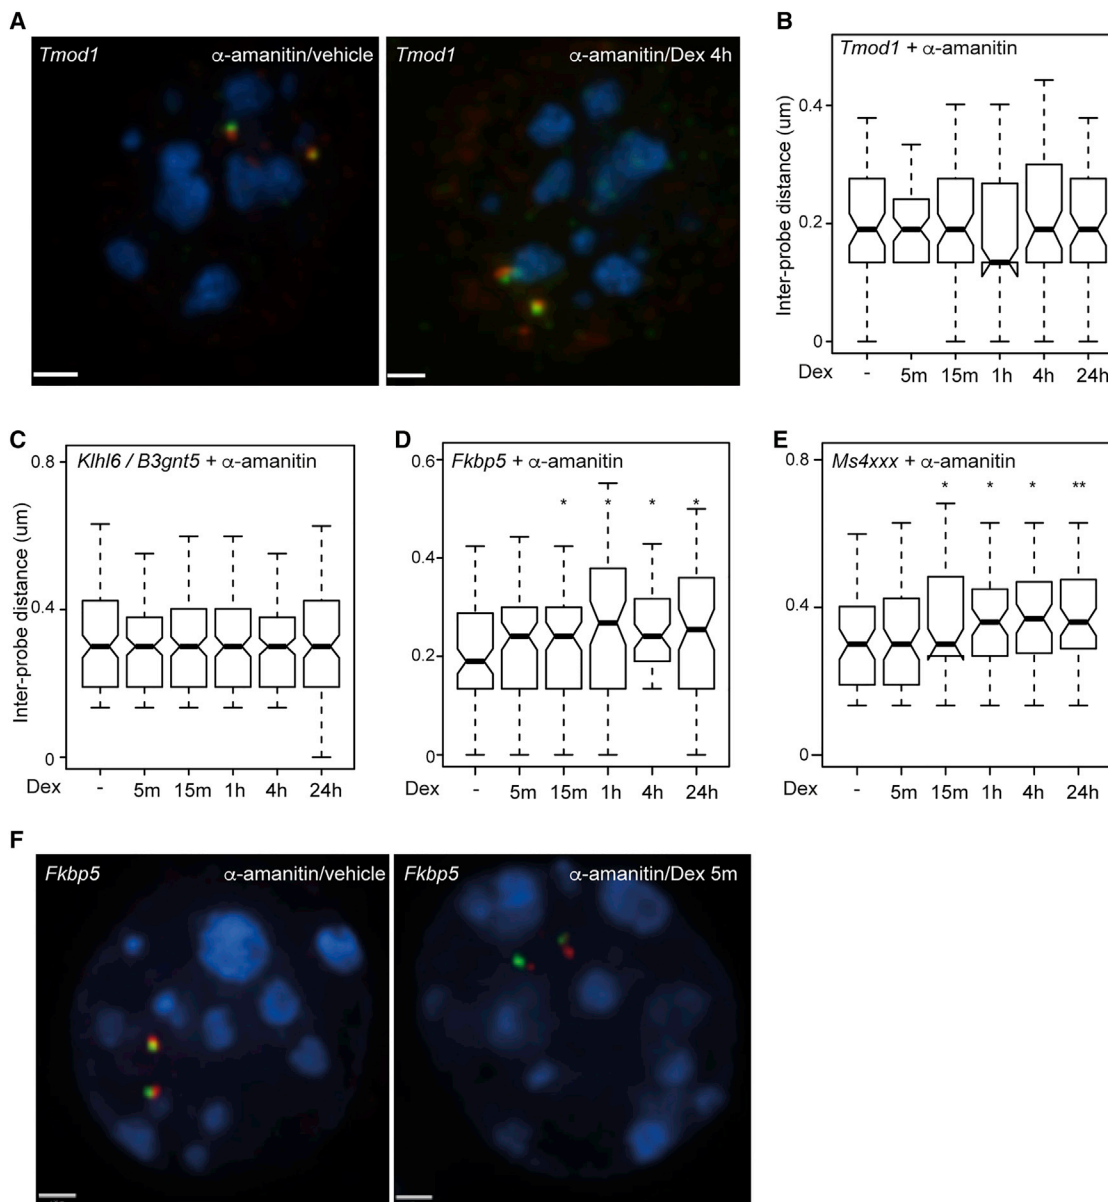 A
Tmod1 α-amanitin/vehicle
Tmod1 α-amanitin/Dex 4h
B
Tmod1 + α-amanitin
Inter-probe distance (um)
0.4
0.2
0
Dex - 5m 15m 1h 4h 24h
C
Klhl6 / B3gnt5 + α-amanitin
Inter-probe distance (um)
0.8
0.4
0
Dex - 5m 15m 1h 4h 24h
D
Fkbp5 + α-amanitin
* * * *
0.6
0.4
0.2
0
Dex - 5m 15m 1h 4h 24h
E
Ms4xxx + α-amanitin
* * * **
0.8
0.4
0
Dex - 5m 15m 1h 4h 24h
F
Fkbp5 α-amanitin/vehicle
Fkbp5 α-amanitin/Dex 5m